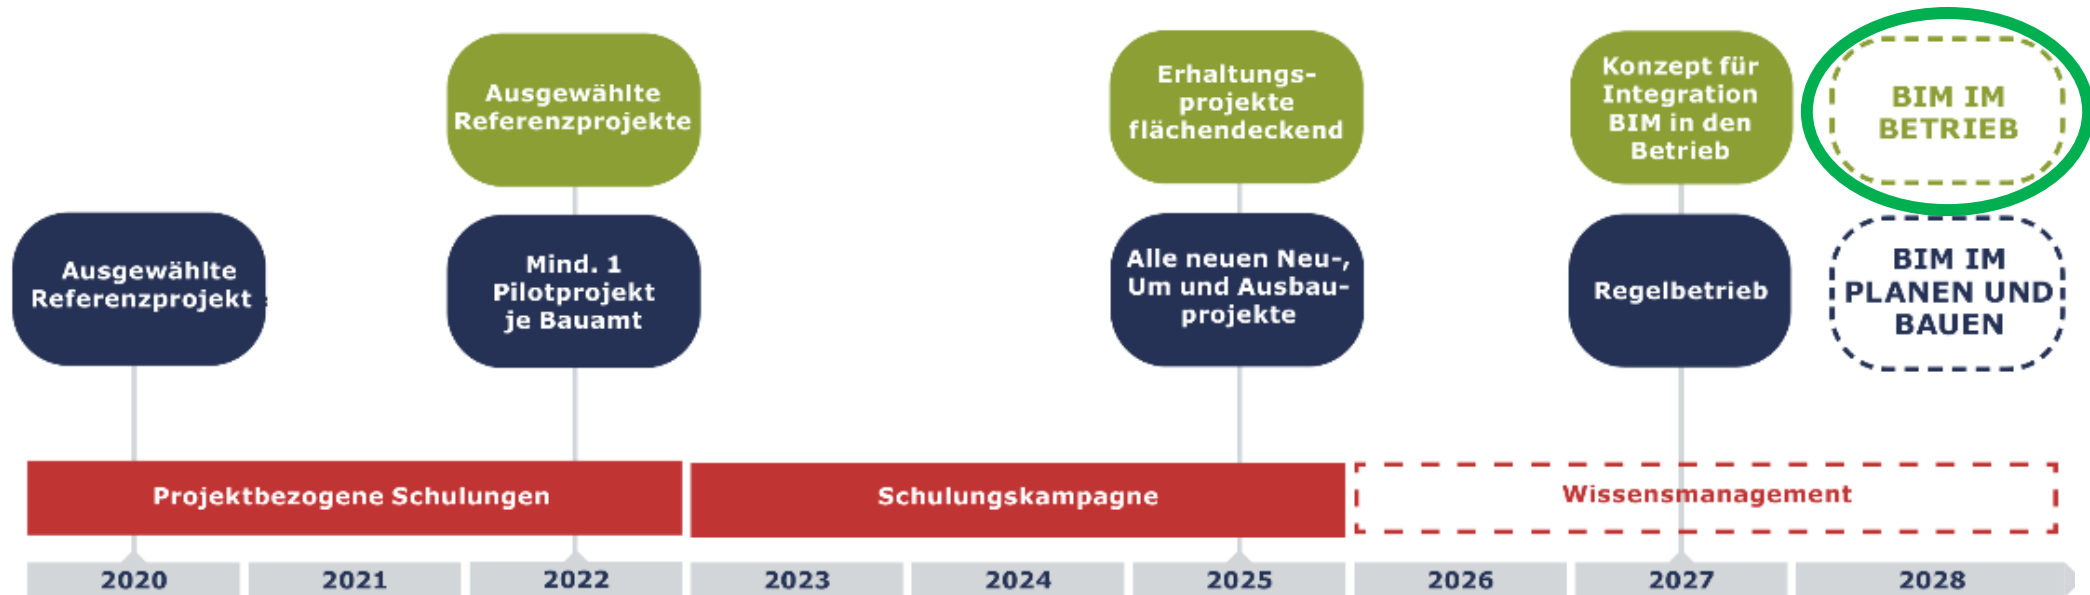 Ausgewählte
Referenzprojekte
Erhaltungs-
projekte
flächendeckend
Konzept für
Integration
BIM in den
Betrieb
BIM IM
BETRIEB
Ausgewählte
Referenzprojekt
Mind. 1
Pilotprojekt
je Bauamt
Alle neuen Neu-,
Um und Ausbau-
projekte
Regelbetrieb
BIM IM
PLANEN UND
BAUEN
Projektbezogene Schulungen
Schulungskampagne
Wissensmanagement
2020
2021
2022
2023
2024
2025
2026
2027
2028